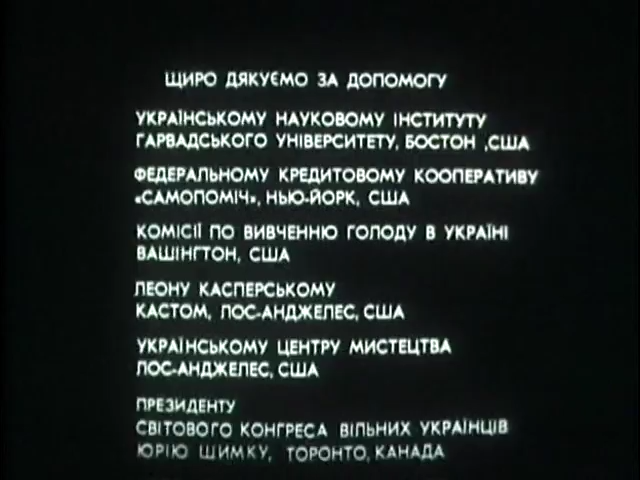 ЩИРО ДЯКУЄМО ЗА ДОПОМОГУ
УКРАЇНСЬКОМУ НАУКОВОМУ ІНСТИТУТУ
ГАРВАДСЬКОГО УНІВЕРСИТЕТУ, БОСТОН ,США
ФЕДЕРАЛЬНОМУ КРЕДИТОВОМУ КООПЕРАТИВУ
«САМОПОМІЧ», НЬЮ-ЙОРК, США
КОМІСІЇ ПО ВИВЧЕННЮ ГОЛОДУ В УКРАЇНІ
ВАШІНГТОН, США
ЛЕОНУ КАСПЕРСЬКОМУ
КАСТОМ, ЛОС-АНДЖЕЛЕС, США
УКРАЇНСЬКОМУ ЦЕНТРУ МИСТЕЦТВА
ЛОС-АНДЖЕЛЕС, США
ПРЕЗИДЕНТУ
СВІТОВОГО КОНГРЕСА ВІЛЬНИХ УКРАЇНЦІВ
ЮРІЮ ШИМКУ, ТОРОНТО, КАНАДА